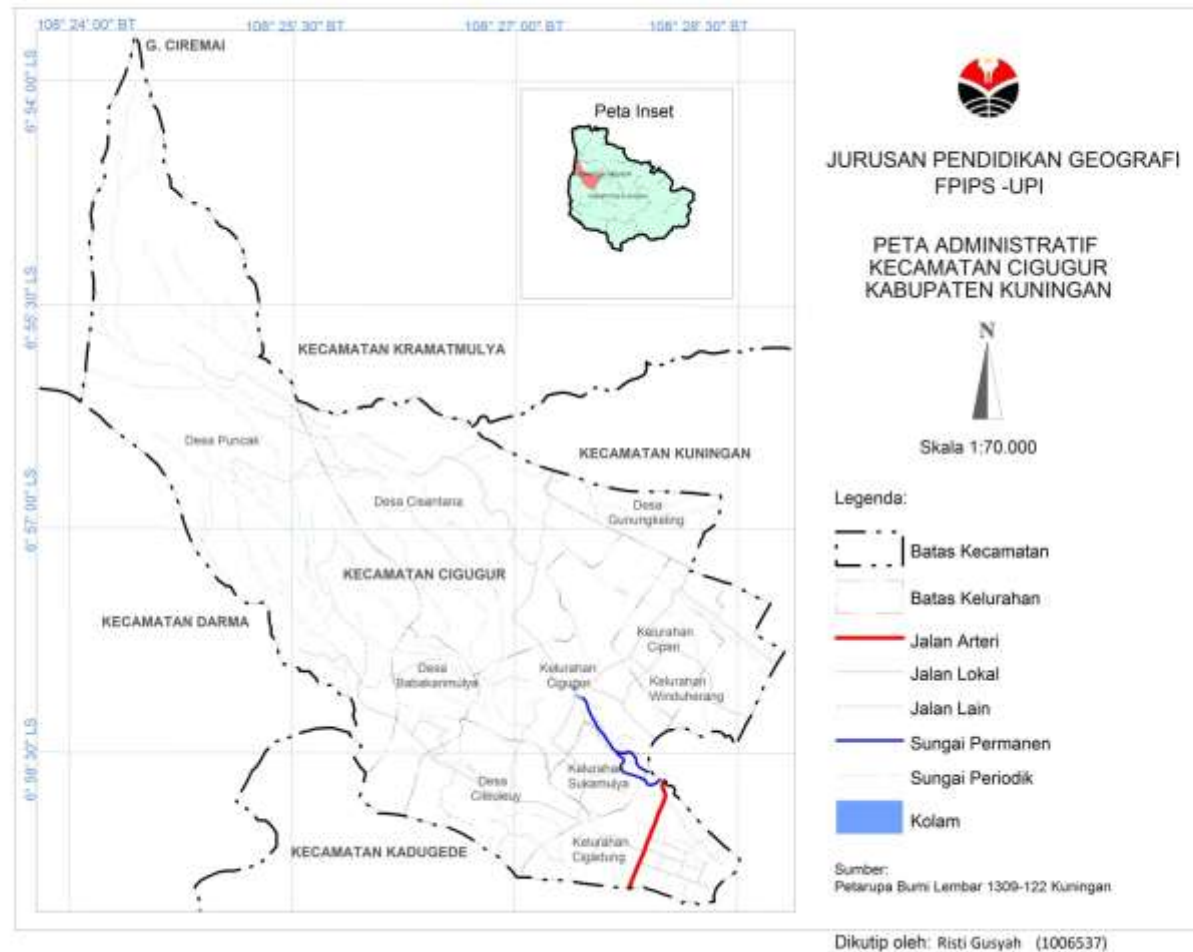 108° 24' 00" BT
108° 25' 30" BT
108° 27' 00" BT
108° 28' 30" BT
6° 54' 00" LS
6° 55' 30" LS
6° 57' 00" LS
6° 58' 30" LS
G. CIREMAI
Peta Inset
KECAMATAN KRAMATMULYA
KECAMATAN KUNINGAN
Desa Puncak
Desa Cisantana
Desa
Gunungkeling
KECAMATAN CIGUGUR
KECAMATAN DARMA
Kelurahan
Cipari
Desa
Babakanmulya
Kelurahan
Cigugur
Kelurahan
Winduherang
Kelurahan
Sukamulya
Desa
Kelurahan
Cigadung
KECAMATAN KADUGEDE
JURUSAN PENDIDIKAN GEOGRAFI
FPIPS -UPI
PETA ADMINISTRATIF
KECAMATAN CIGUGUR
KABUPATEN KUNINGAN
N
Skala 1:70.000
Legenda:
Batas Kecamatan
Batas Kelurahan
Jalan Arteri
Jalan Lokal
Jalan Lain
Sungai Permanen
Sungai Periodik
Kolam
Sumber:
Petarupa Bumi Lembar 1309-122 Kuningan
Dikutip oleh: Risti Gusyah (1006537)